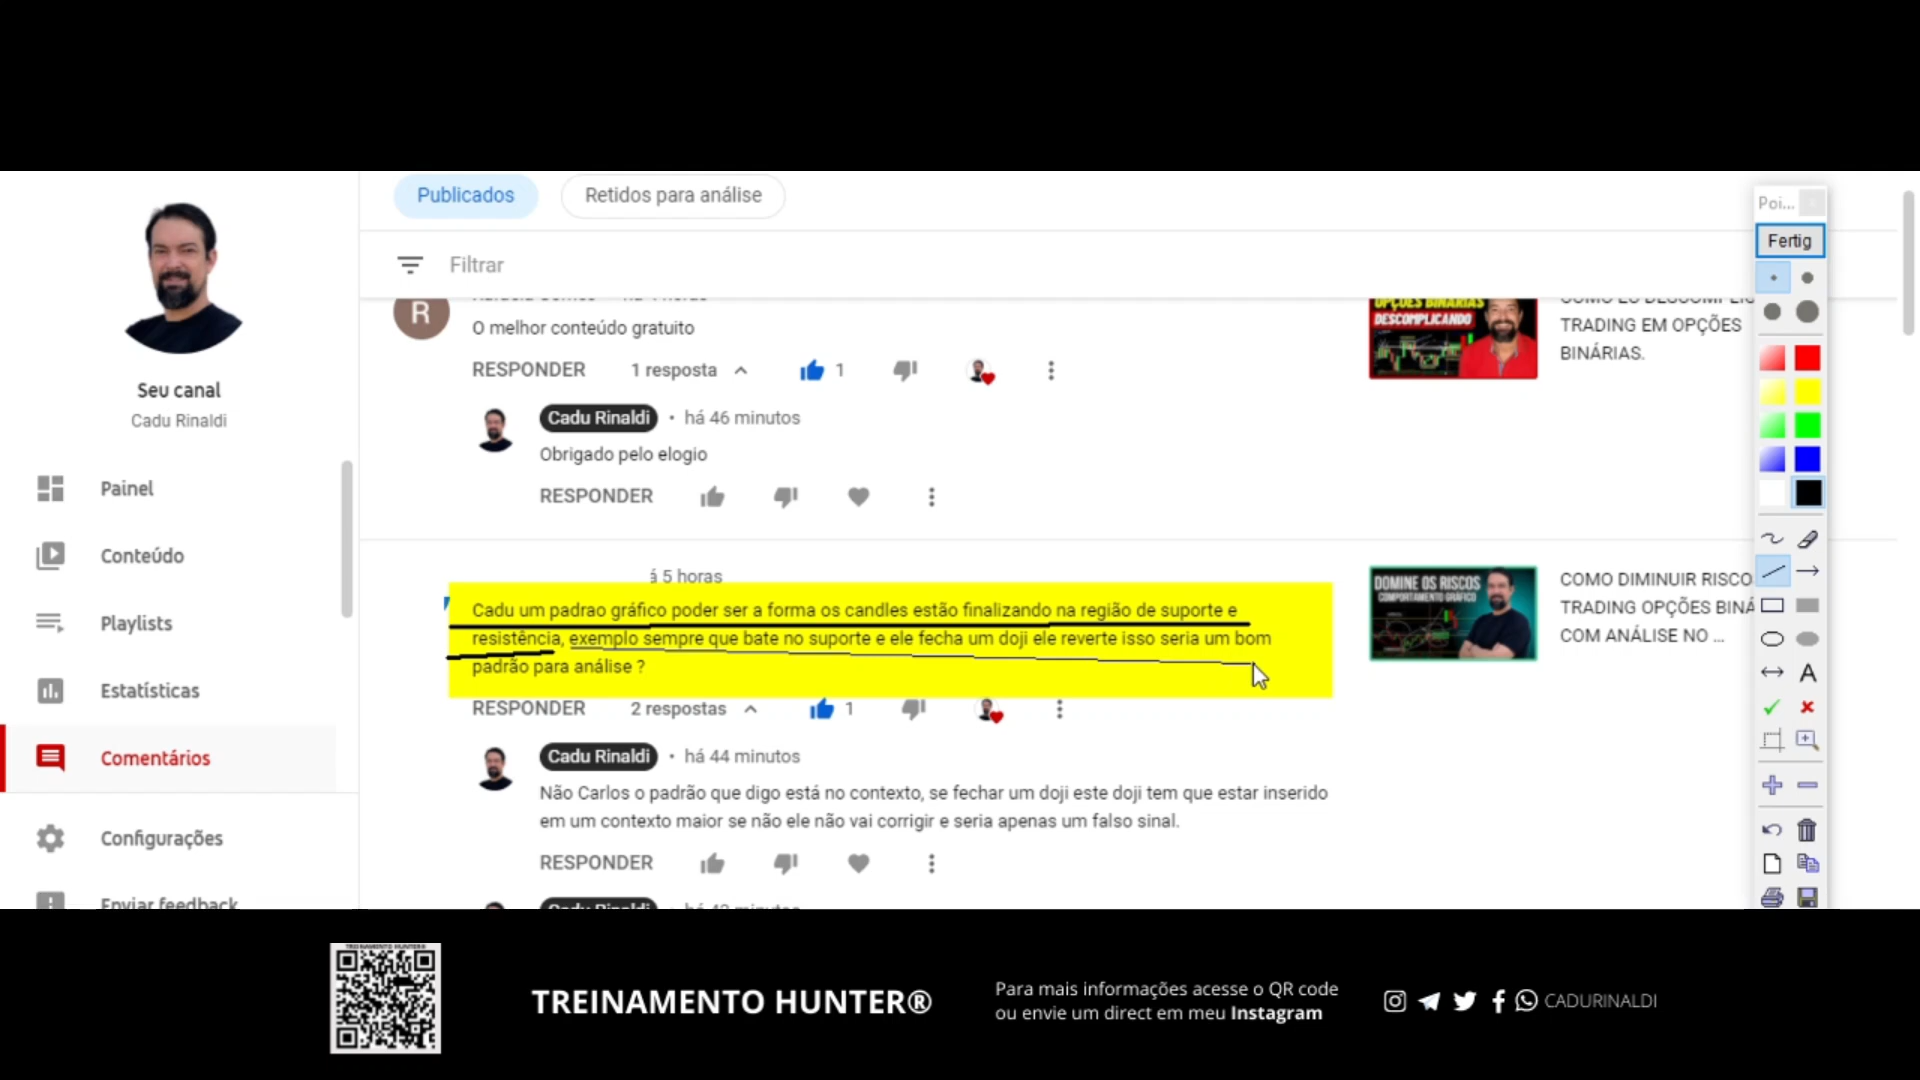 Publicados
Retidos para análise
Filtrar
R
O melhor conteúdo gratuito
RESPONDER
1 resposta
1
Cadu Rinaldi • há 46 minutos
Obrigado pelo elogio
RESPONDER
OPÇÕES BINÁRIAS
DESCOMPLICANDO
TRADING EM OPÇÕES
BINÁRIAS.
á 5 horas
Cadu um padrao gráfico poder ser a forma os candles estão finalizando na região de suporte e
resistência, exemplo sempre que bate no suporte e ele fecha um doji ele reverte isso seria um bom
padrão para análise ?
RESPONDER
2 respostas
1
DOMINE OS RISCOS
COMPORTAMENTO GRÁFICO
COMO DIMINUIR RISCO
TRADING OPÇÕES BINÁ
COM ANÁLISE NO ...
Cadu Rinaldi • há 44 minutos
Não Carlos o padrão que digo está no contexto, se fechar um doji este doji tem que estar inserido
em um contexto maior se não ele não vai corrigir e seria apenas um falso sinal.
RESPONDER
Seu canal
Cadu Rinaldi
Painel
Conteúdo
Playlists
Estatísticas
Comentários
Configurações
Enviar feedback
Poi...
Fertig
A
TREINAMENTO HUNTER®
TREINAMENTO HUNTER®
Para mais informações acesse o QR code
ou envie um direct em meu Instagram
CADURINALDI